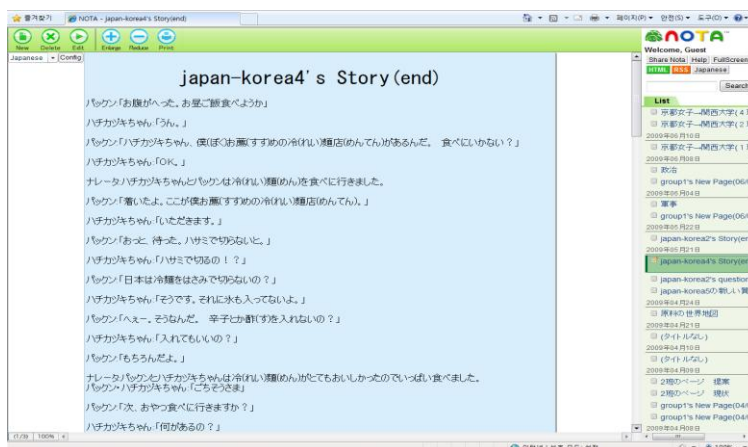 즐겨찾기
NOTA - japan-korea4's Story(end)
페이지(P)
안전(S)
도구(O)
New Delete Edit Enlarge Reduce Print
Japanese Config
NOTA
Welcome, Guest
Share Nota Help FullScreen
HTML RSS Japanese
Search
List
japan-korea4's Story(end)
パックン「お腹がへった。お昼ご飯食べようか」
ハチカヅキちゃん「うん。」
パックン「ハチカヅキちゃん、僕(ぼく)お薦(すすめ)の冷(れい)麺店(めんてん)があるんだ。 食べにいかない?」
ハチカヅキちゃん「OK。」
ナレータ:ハチカヅキちゃんとパックンは冷(れい)麺(めん)を食べに行きました。
パックン「着いたよ。ここが僕お薦(すすめ)の冷(れい)麺店(めんてん)。」
ハチカヅキちゃん「いただきます。」
パックン「おっと、待った。ハサミで切らないと。」
ハチカヅキちゃん「ハサミで切るの!?」
パックン「日本は冷麺をはさみで切らないの?」
ハチカヅキちゃん「そうです。それに氷も入ってないよ。」
パックン「へぇー。そうなんだ。 辛子とか酢(す)を入れないの?」
ハチカヅキちゃん「入れてもいいの?」
パックン「もちろんだよ。」
ナレータ:パックンとハチカヅキちゃんは冷(れい)麺(めん)がとてもおいしかったのでいっぱい食べました。
パックン・ハチカヅキちゃん「ごちそうさま」
パックン「次、おやつ食べに行きますか?」
ハチカヅキちゃん「何があるの?」
京都女子→関西大学(4
京都女子→関西大学(2
2009年06月10日
京都女子→関西大学(1
2009年06月08日
政治
group1's New Page(06/
2009年06月04日
軍事
group1's New Page(06/
2009年05月22日
japan-korea2's Story(en
2009年05月21日
japan-korea4's Story(en
japan-korea2's question
japan-korea5の新しい質
2009年04月24日
原料の世界地図
2009年04月21日
(タイトルなし)
2009年04月10日
(タイトルなし)
2009年04月09日
2班のページ 提案
2班のページ 現状
group1's New Page(04/
group1's New Page(04/
2009年04月08日
100%